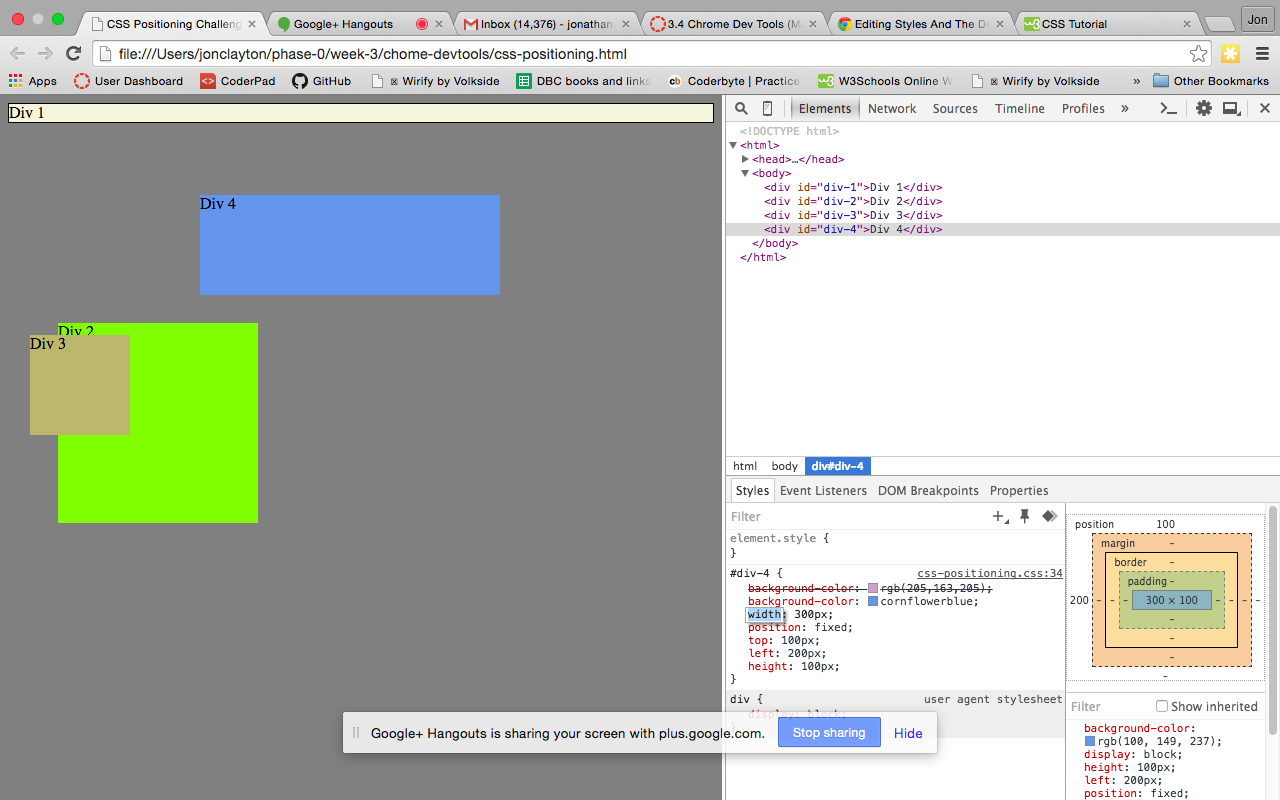 CSS Positioning Challeng
Google+ Hangouts
Inbox (14,376) - jonathan
3.4 Chrome Dev Tools (M
Editing Styles And The D
CSS Tutorial
Jon
file:///Users/jonclayton/phase-0/week-3/chome-devtools/css-positioning.html
Apps
User Dashboard
CoderPad
GitHub
Wirify by Volkside
DBC books and links
Coderbyte | Practice
W3Schools Online W
Wirify by Volkside
»
Other Bookmarks
Div 1
Div 4
Div 2
Div 3
Elements Network Sources Timeline Profiles »
<!DOCTYPE html>
▼<html>
▶<head>…</head>
▼<body>
<div id="div-1">Div 1</div>
<div id="div-2">Div 2</div>
<div id="div-3">Div 3</div>
<div id="div-4">Div 4</div>
</body>
</html>
html body div#div-4
Styles Event Listeners DOM Breakpoints Properties
Filter
element.style {
}
#div-4 { css-positioning.css:34
background-color: rgb(205,163,205);
background-color: cornflowerblue;
width: 300px;
position: fixed;
top: 100px;
left: 200px;
height: 100px;
}
div { user agent stylesheet
display: block;
}
position 100
margin -
border -
padding -
200 - - - 300 × 100 - - - -
-
-
-
-
Filter Show inherited
background-color:
rgb(100, 149, 237);
display: block;
height: 100px;
left: 200px;
position: fixed;
Google+ Hangouts is sharing your screen with plus.google.com. Stop sharing Hide